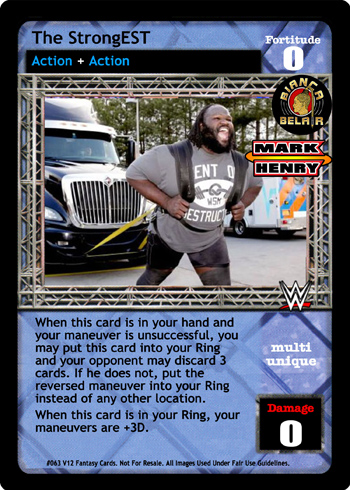 The StrongEST
Fortitude
0
Action + Action
BIANCA
BELAIR
MARK
HENRY
ENT O
WSM
DESTRUCT
W
When this card is in your hand and
your maneuver is unsuccessful, you
may put this card into your Ring
and your opponent may discard 3
cards. If he does not, put the
reversed maneuver into your Ring
instead of any other location.
When this card is in your Ring, your
maneuvers are +3D.
multi
unique
Damage
0
#063 V12 Fantasy Cards. Not For Resale. All Images Used Under Fair Use Guidelines.